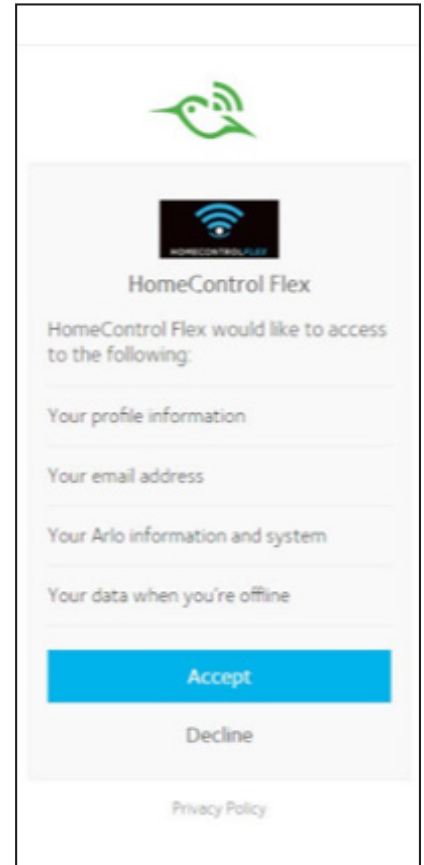 HOMECONTROLFLEX
HomeControl Flex
HomeControl Flex would like to access
to the following:
Your profile information
Your email address
Your Arlo information and system
Your data when you're offline
Accept
Decline
Privacy Policy